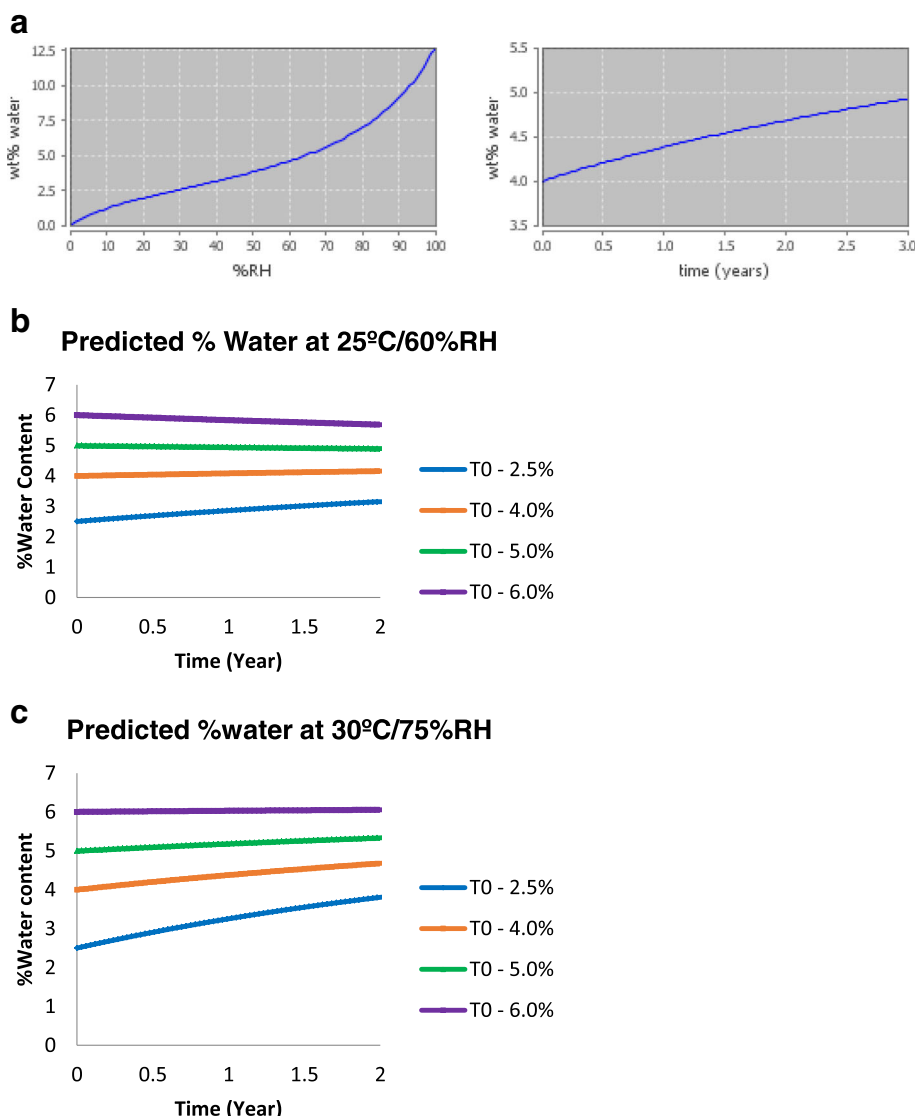 a
12.5
10.0
7.5
5.0
2.5
0.0
wt% water
0 10 20 30 40 50 60 70 80 90 100
%RH
5.5
5.0
4.5
4.0
3.5
wt% water
0.0 0.5 1.0 1.5 2.0 2.5 3.0
time (years)
b
Predicted % Water at 25ºC/60%RH
7
6
5
4
3
2
1
0
%Water Content
0 0.5 1 1.5 2
Time (Year)
T0 - 2.5%
T0 - 4.0%
T0 - 5.0%
T0 - 6.0%
c
Predicted %water at 30ºC/75%RH
7
6
5
4
3
2
1
0
%Water content
0 0.5 1 1.5 2
Time (Year)
T0 - 2.5%
T0 - 4.0%
T0 - 5.0%
T0 - 6.0%